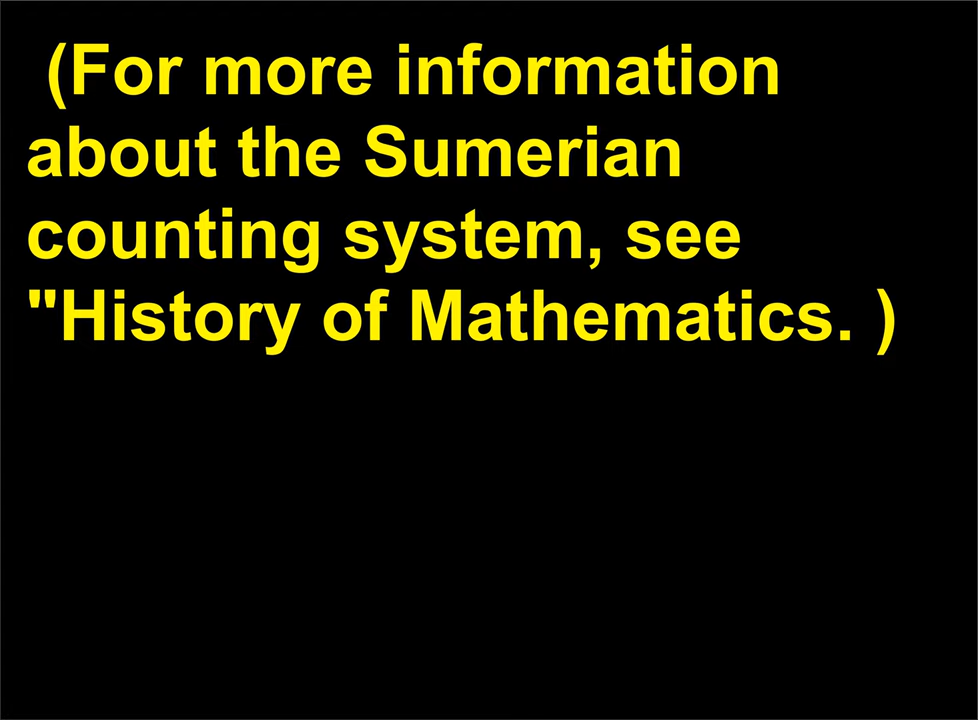 (For more information
about the Sumerian
counting system, see
"History of Mathematics. )